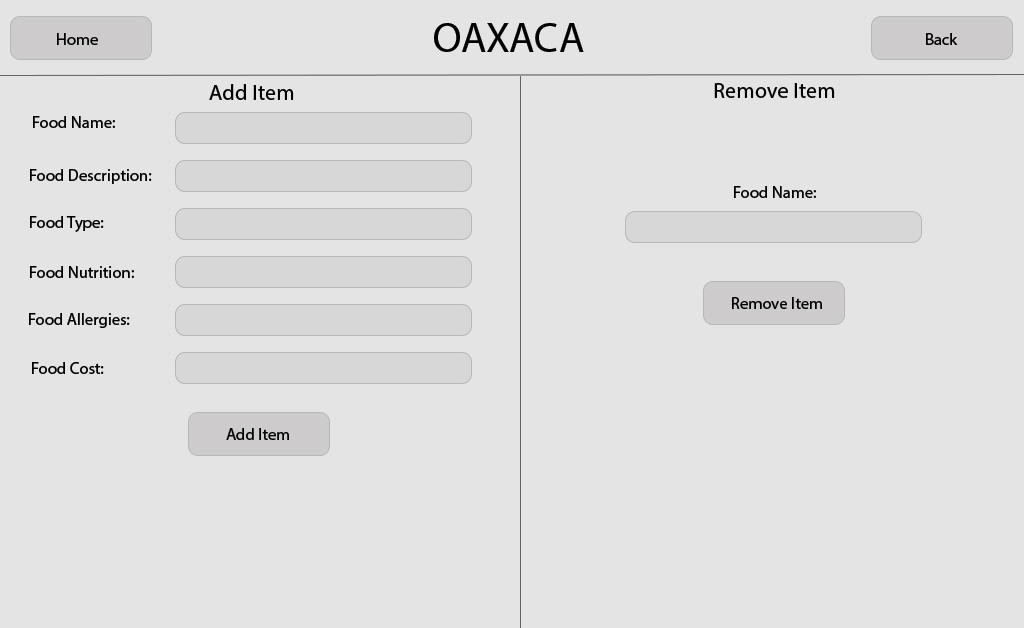 Home
OAXACA
Back
Add Item
Food Name:
Food Description:
Food Type:
Food Nutrition:
Food Allergies:
Food Cost:
Add Item
Remove Item
Food Name:
Remove Item